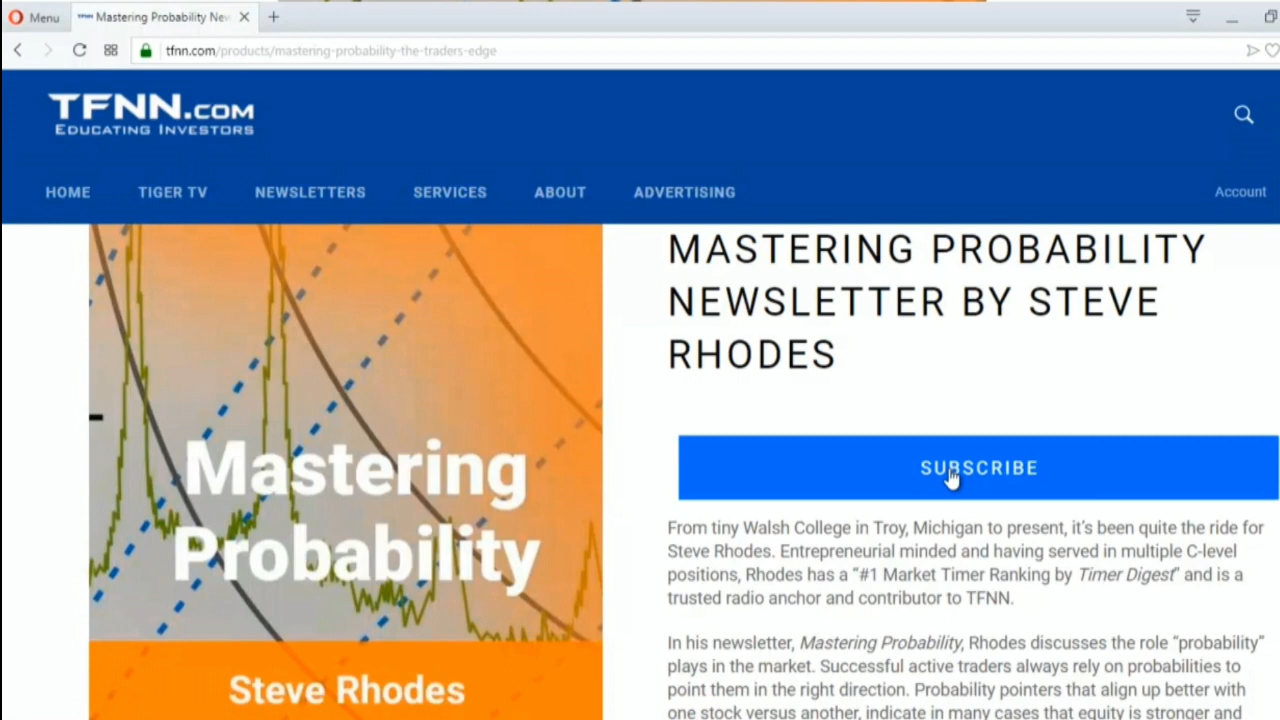 Menu
TFNN Mastering Probability New
tfnn.com/products/mastering-probability-the-traders-edge
TFNN.COM
EDUCATING INVESTORS
HOME TIGER TV NEWSLETTERS SERVICES ABOUT ADVERTISING Account
MASTERING PROBABILITY
NEWSLETTER BY STEVE
RHODES
SUBSCRIBE
From tiny Walsh College in Troy, Michigan to present, it's been quite the ride for
Steve Rhodes. Entrepreneurial minded and having served in multiple C-level
positions, Rhodes has a “#1 Market Timer Ranking by Timer Digest” and is a
trusted radio anchor and contributor to TFNN.
In his newsletter, Mastering Probability, Rhodes discusses the role “probability”
plays in the market. Successful active traders always rely on probabilities to
point them in the right direction. Probability pointers that align up better with
one stock versus another, indicate in many cases that equity is stronger and
Mastering
Probability
Steve Rhodes